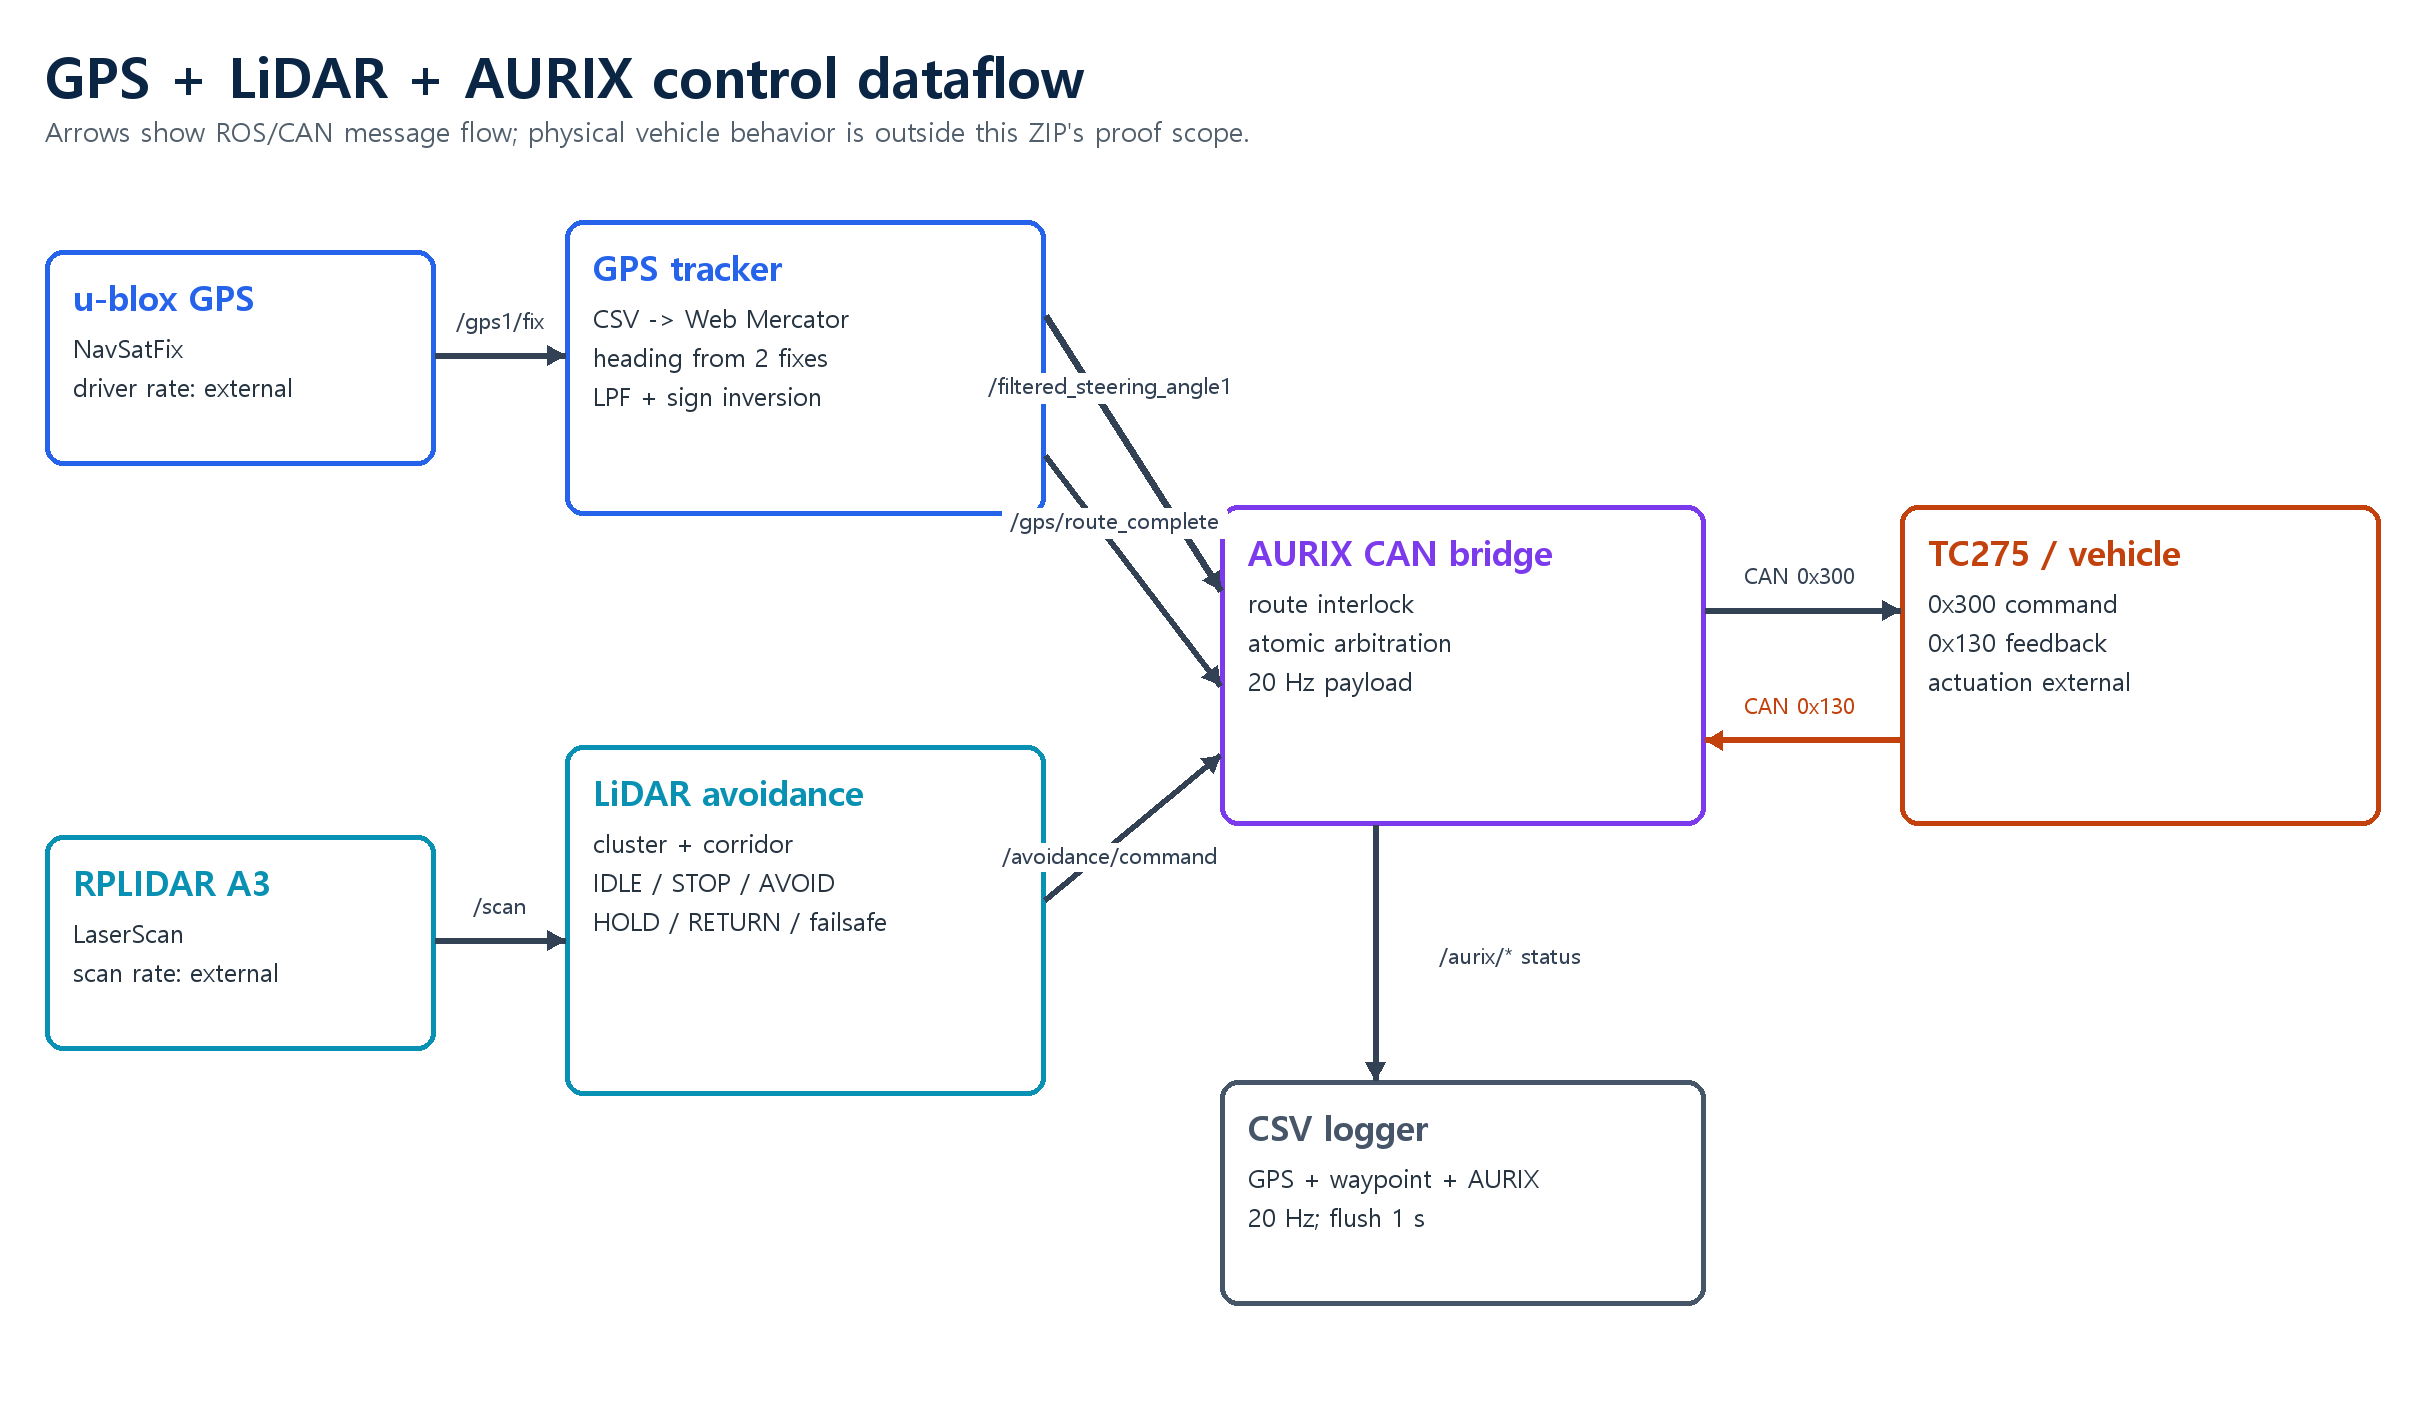 GPS + LiDAR + AURIX control dataflow
Arrows show ROS/CAN message flow; physical vehicle behavior is outside this ZIP's proof scope.
u-blox GPS
NavSatFix
driver rate: external
/gps1/fix
GPS tracker
CSV -> Web Mercator
heading from 2 fixes
LPF + sign inversion
/filtered_steering_angle1
/gps/route_complete
RPLIDAR A3
LaserScan
scan rate: external
/scan
LiDAR avoidance
cluster + corridor
IDLE / STOP / AVOID
HOLD / RETURN / failsafe
/avoidance/command
AURIX CAN bridge
route interlock
atomic arbitration
20 Hz payload
CAN 0x300
CAN 0x130
TC275 / vehicle
0x300 command
0x130 feedback
actuation external
/aurix/* status
CSV logger
GPS + waypoint + AURIX
20 Hz; flush 1 s